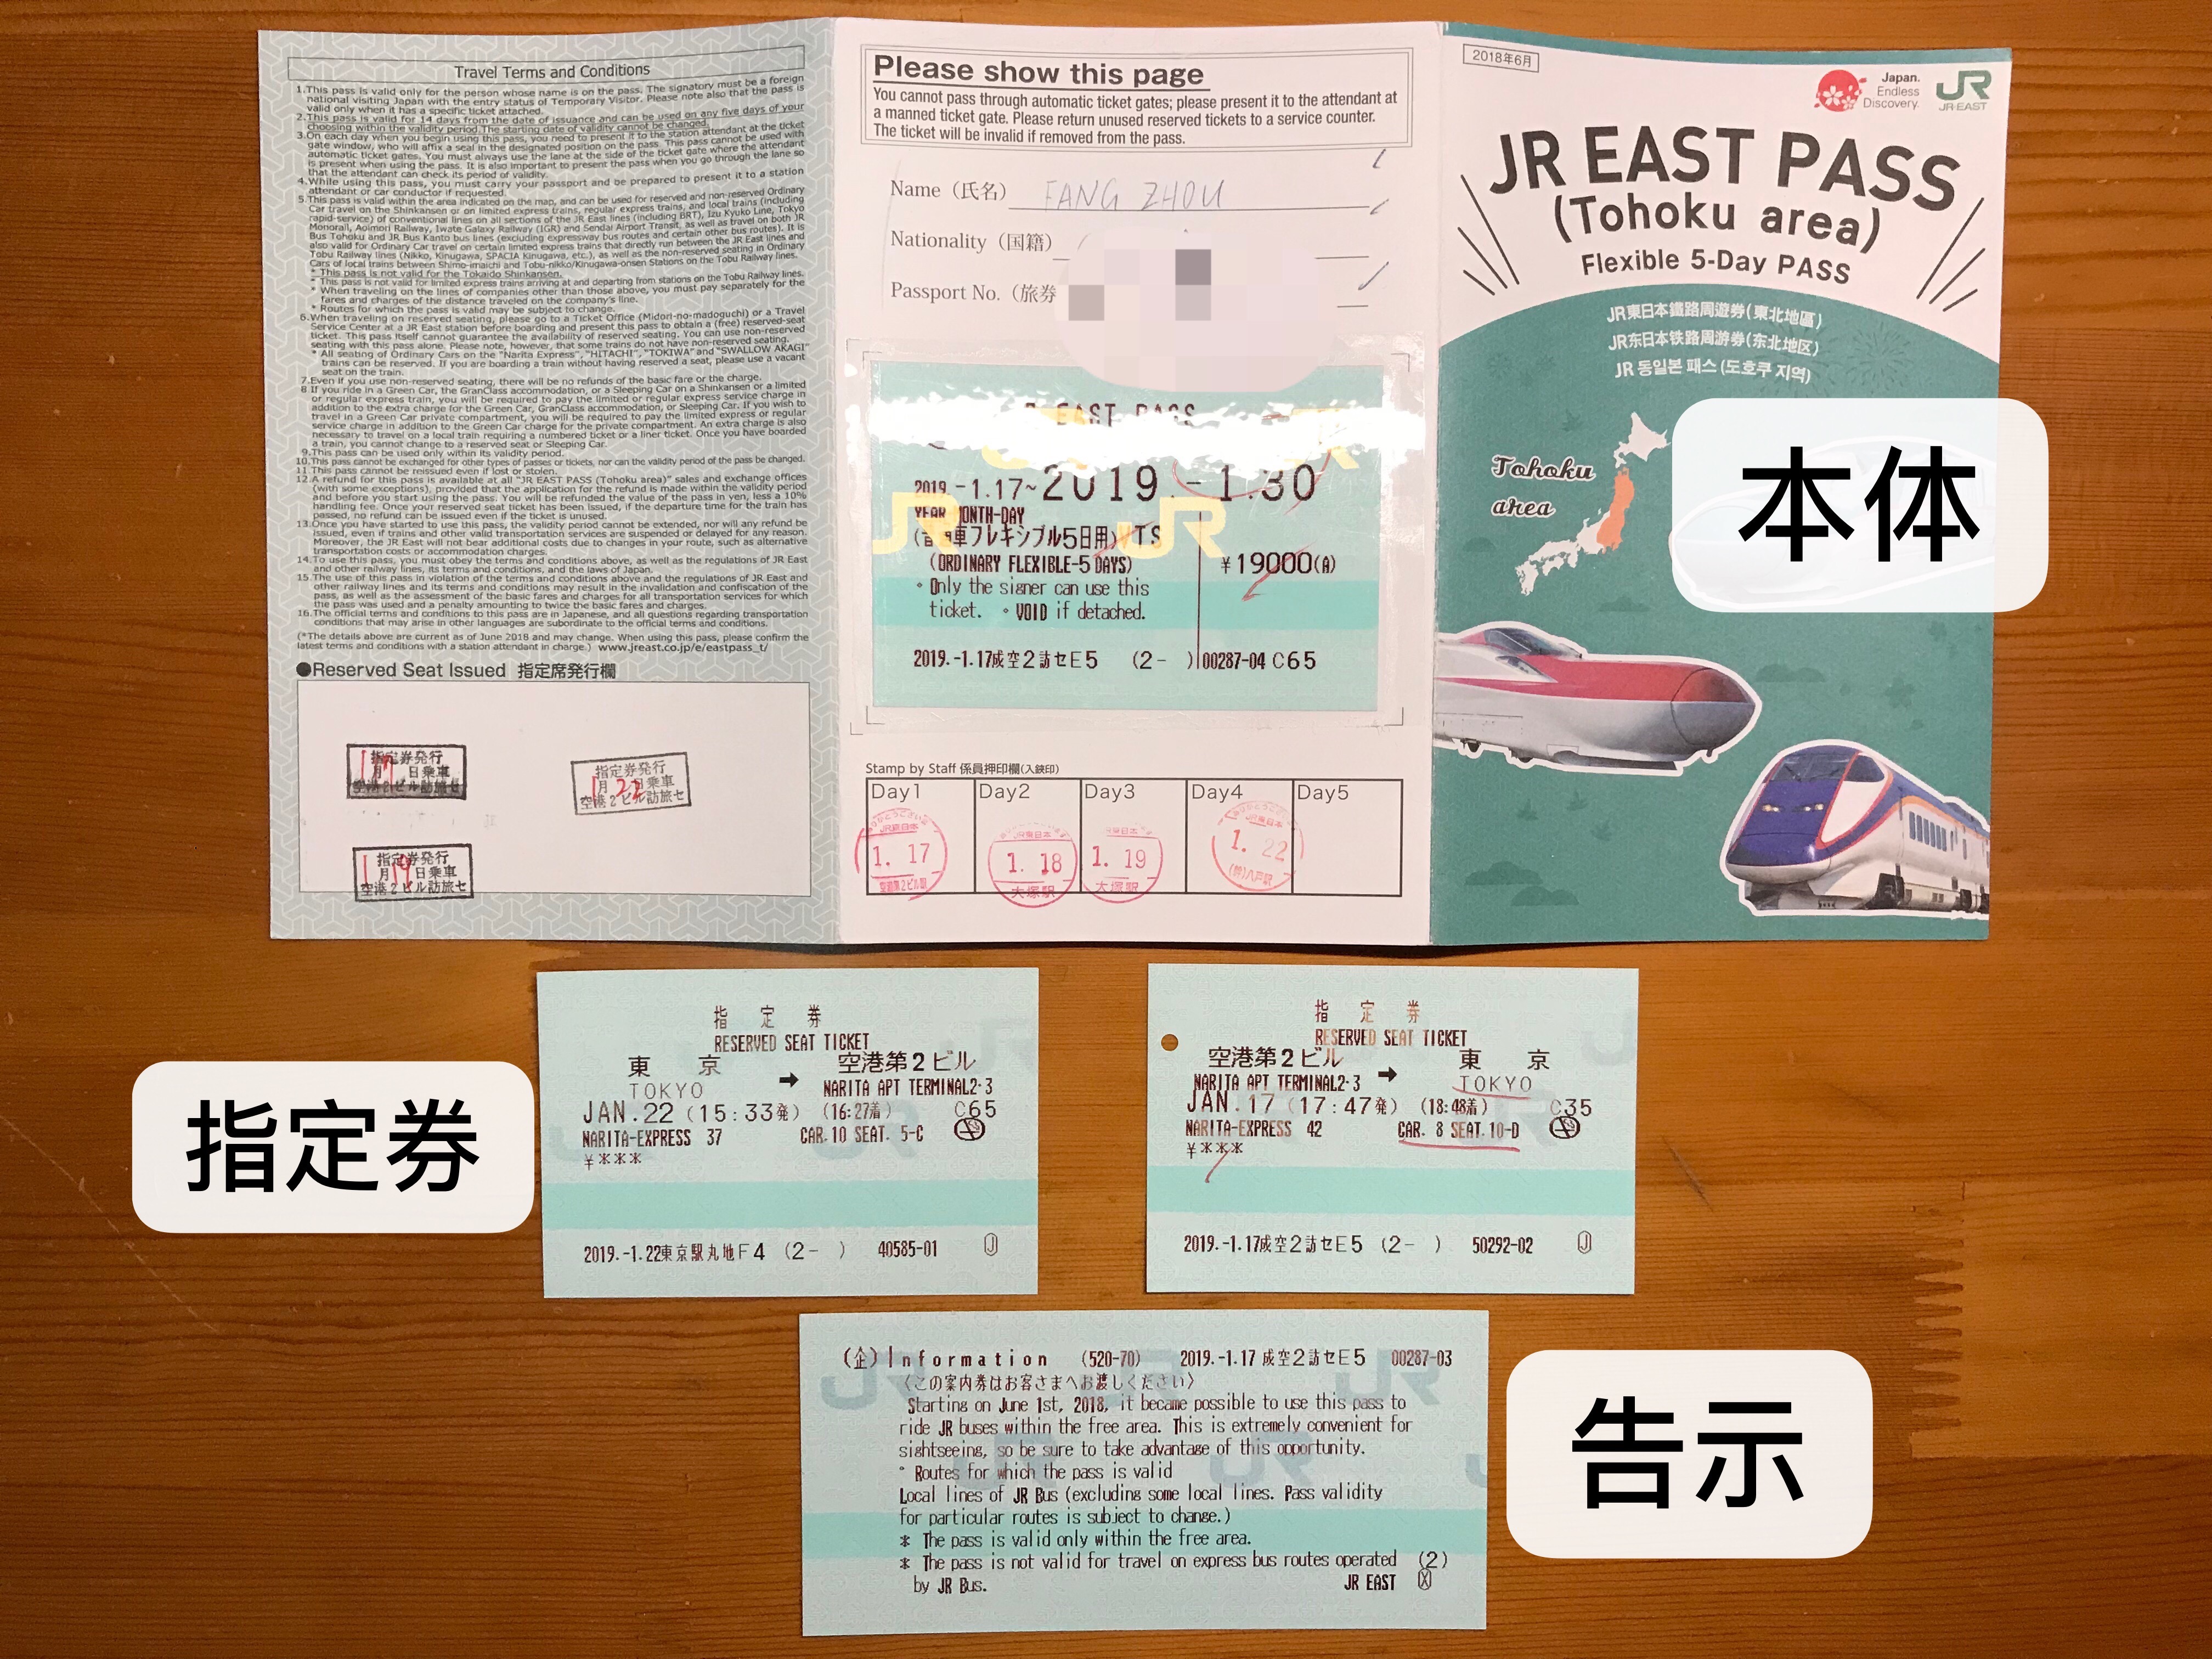 Travel Terms and Conditions
1.This pass is valid only for the person whose name is on the pass. The signatory must be a foreign
national visiting Japan with the entry status of Temporary Visitor. Please note also that the pass is
valid only when it has a specific ticket attached.
2.This pass is valid for 14 days from the date of issuance and can be used on any five days of your
choosing within the validity period.The starting date of validity cannot be changed.
3.On each day when you begin using this pass, you need to present it to the station attendant at the ticket
gate window, who will affix a seal in the designated position on the pass. This pass cannot be used with
automatic ticket gates. You must always use the lane at the side of the ticket gate where the attendant
is present when using the pass. It is also important to present the pass when you go through the lane so
that the attendant can check its period of validity.
4.While using this pass, you must carry your passport and be prepared to present it to a station
attendant or car conductor if requested.
5.This pass is valid within the area indicated on the map, and can be used for reserved and non-reserved Ordinary
Car travel on the Shinkansen or on limited express trains, regular express trains, and local trains (including
rapid-service) of conventional lines on all sections of the JR East lines (including BRT), Izu Kyuko Line, Tokyo
Monorail, Aoimori Railway, Iwate Galaxy Railway (IGR) and Sendai Airport Transit, as well as travel on both JR
Bus Tohoku and JR Bus Kanto bus lines (excluding expressway bus routes and certain other bus routes). It is
also valid for Ordinary Car travel on certain limited express trains that directly run between the JR East lines and
Tobu Railway lines (Nikko, Kinugawa, SPACIA Kinugawa, etc.), as well as the non-reserved seating in Ordinary
Cars of local trains between Shimo-imaichi and Tobu-nikko/Kinugawa-onsen Stations on the Tobu Railway lines.
* This pass is not valid for the Tokaido Shinkansen.
* This pass is not valid for limited express trains arriving at and departing from stations on the Tobu Railway lines.
* When traveling on the lines of companies other than those above, you must pay separately for the
fares and charges of the distance traveled on the company's line.
* Routes for which the pass is valid may be subject to change.
6.When traveling on reserved seating, please go to a Ticket Office (Midori-no-madoguchi) or a Travel
Service Center at a JR East station before boarding and present this pass to obtain a (free) reserved-seat
ticket. This pass itself cannot guarantee the availability of reserved seating. You can use non-reserved
seating with this pass alone. Please note, however, that some trains do not have non-reserved seating.
* All seating of Ordinary Cars on the "Narita Express", "HITACHI", "TOKIWA" and "SWALLOW AKAGI"
trains can be reserved. If you are boarding a train without having reserved a seat, please use a vacant
seat on the train.
7.Even if you use non-reserved seating, there will be no refunds of the basic fare or the charge.
8 If you ride in a Green Car, the GranClass accommodation, or a Sleeping Car on a Shinkansen or a limited
or regular express train, you will be required to pay the limited or regular express service charge in
addition to the extra charge for the Green Car, GranClass accommodation, or Sleeping Car. If you wish to
travel in a Green Car private compartment, you will be required to pay the limited express or regular
service charge in addition to the Green Car charge for the private compartment. An extra charge is also
necessary to travel on a local train requiring a numbered ticket or a liner ticket. Once you have boarded
a train, you cannot change to a reserved seat or Sleeping Car.
9.This pass can be used only within its validity period.
10.This pass cannot be exchanged for other types of passes or tickets, nor can the validity period of the pass be changed.
11.This pass cannot be reissued even if lost or stolen.
12.A refund for this pass is available at all "JR EAST PASS (Tohoku area)" sales and exchange offices
(with some exceptions), provided that the application for the refund is made within the validity period
and before you start using the pass. You will be refunded the value of the pass in yen, less a 10%
handling fee. Once your reserved seat ticket has been issued, if the departure time for the train has
passed, no refund can be issued even if the ticket is unused.
13.Once you have started to use this pass, the validity period cannot be extended, nor will any refund be
issued, even if trains and other valid transportation services are suspended or delayed for any reason.
Moreover, the JR East will not bear additional costs due to changes in your route, such as alternative
transportation costs or accommodation charges.
14.To use this pass, you must obey the terms and conditions above, as well as the regulations of JR East
and other railway lines, its terms and conditions, and the laws of Japan.
15.The use of this pass in violation of the terms and conditions above and the regulations of JR East and
other railway lines and its terms and conditions may result in the invalidation and confiscation of the
pass, as well as the assessment of the basic fares and charges for all transportation services for which
the pass was used and a penalty amounting to twice the basic fares and charges.
16.The official terms and conditions to this pass are in Japanese, and all questions regarding transportation
conditions that may arise in other languages are subordinate to the official terms and conditions.
(*The details above are current as of June 2018 and may change. When using this pass, please confirm the
latest terms and conditions with a station attendant in charge.) www.jreast.co.jp/e/eastpass_t/
●Reserved Seat Issued 指定席発行欄
指定券発行
1月17日乗車
空港2ビル訪旅セ
指定券発行
1月22日乗車
空港2ビル訪旅セ
指定券発行
1月19日乗車
空港2ビル訪旅セ
Please show this page
You cannot pass through automatic ticket gates; please present it to the attendant at
a manned ticket gate. Please return unused reserved tickets to a service counter.
The ticket will be invalid if removed from the pass.
Name (氏名) FANG ZHOU
Nationality (国籍)
Passport No. (旅券
EAST PASS
2019.-1.17~2019.-1.30
YEAR MONTH-DAY
車フレキシブル5日用) VTS
(ORDINARY FLEXIBLE-5 DAYS) ¥19000(A)
・Only the signer can use this
ticket. ・VOID if detached.
2019.-1.17成空2訪セE5 (2- ) 00287-04 C65
Stamp by Staff 係員押印欄(入鋏印)
Day1 Day2 Day3 Day4 Day5
JR東日本 JR東日本 JR東日本 JR東日本
1.17 1.18 1.19 1.22
空港第2ビル駅 大塚駅 大塚駅 八戸駅
2018年6月
Japan.
Endless
Discovery.
JR
JR-EAST
JR EAST PASS
(Tohoku area)
Flexible 5-Day PASS
JR東日本鐵路周遊券(東北地區)
JR东日本铁路周游券(东北地区)
JR 동일본 패스 (도호쿠 지역)
Tohoku
area
本体
指定券
指定券
RESERVED SEAT TICKET
東京 → 空港第2ビル
TOKYO NARITA APT TERMINAL2・3
JAN.22 (15:33発) (16:27着) C65
NARITA-EXPRESS 37 CAR.10 SEAT. 5-C
¥***
2019.-1.22東京駅丸地F4 (2- ) 40585-01
指定券
RESERVED SEAT TICKET
空港第2ビル → 東京
NARITA APT TERMINAL2・3 TOKYO
JAN.17 (17:47発) (18:48着) C35
NARITA-EXPRESS 42 CAR. 8 SEAT.10-D
¥***
2019.-1.17成空2訪セE5 (2- ) 50292-02
(企)Information (520-70) 2019.-1.17 成空2訪セE5 00287-03
〈この案内券はお客さまへお渡しください〉
Starting on June 1st, 2018, it became possible to use this pass to
ride JR buses within the free area. This is extremely convenient for
sightseeing, so be sure to take advantage of this opportunity.
° Routes for which the pass is valid
Local lines of JR Bus (excluding some local lines. Pass validity
for particular routes is subject to change.)
* The pass is valid only within the free area.
* The pass is not valid for travel on express bus routes operated (2)
by JR Bus. JR EAST
告示